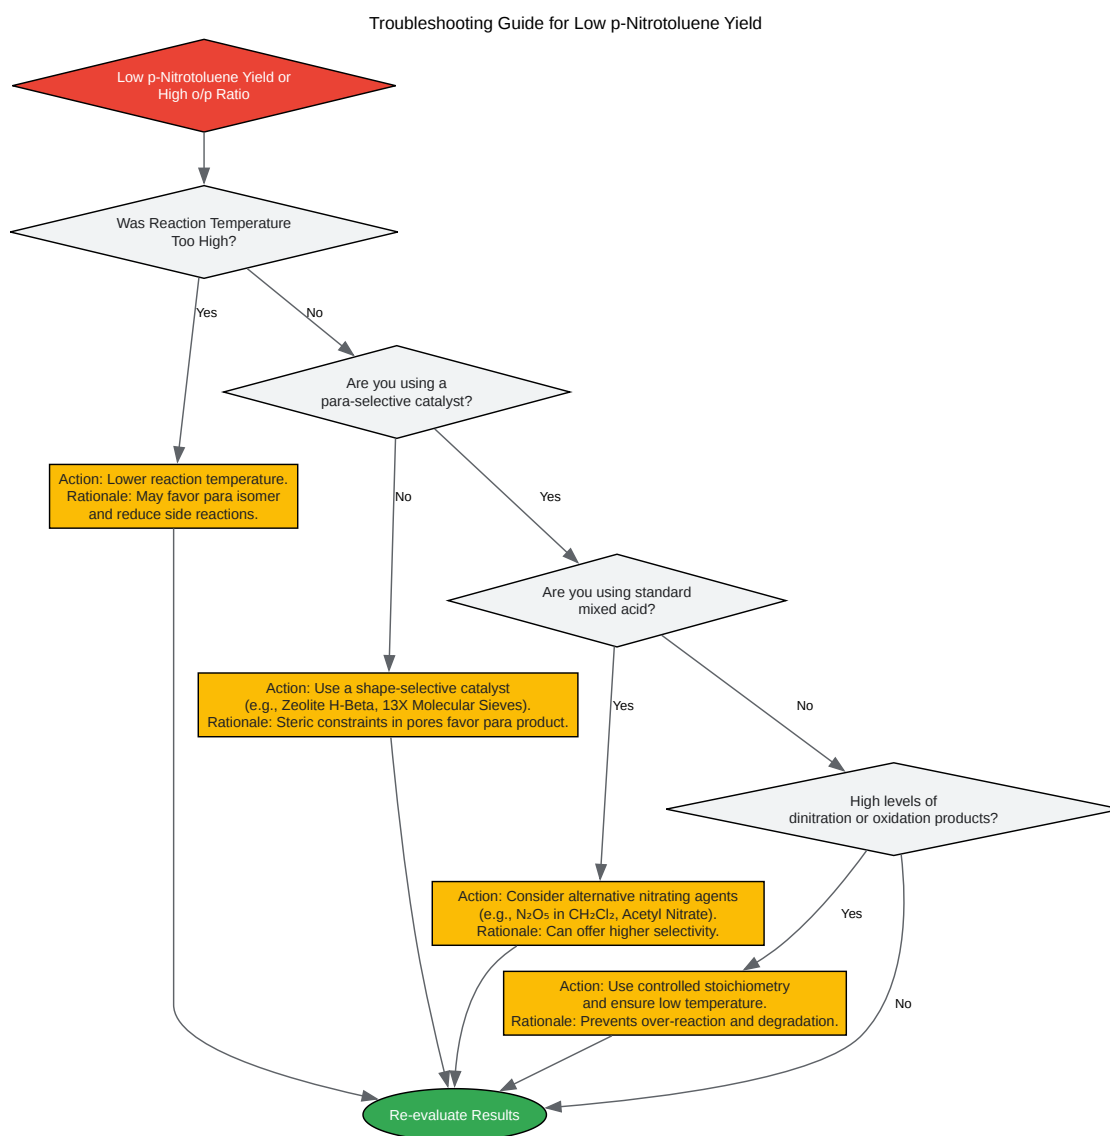 Troubleshooting Guide for Low p-Nitrotoluene Yield
Low p-Nitrotoluene Yield or
High o/p Ratio
Was Reaction Temperature
Too High?
Yes
No
Are you using a
para-selective catalyst?
Action: Lower reaction temperature.
Rationale: May favor para isomer
and reduce side reactions.
No
Yes
Are you using standard
mixed acid?
Action: Use a shape-selective catalyst
(e.g., Zeolite H-Beta, 13X Molecular Sieves).
Rationale: Steric constraints in pores favor para product.
Yes
No
High levels of
dinitration or oxidation products?
Action: Consider alternative nitrating agents
(e.g., N₂O₅ in CH₂Cl₂, Acetyl Nitrate).
Rationale: Can offer higher selectivity.
Yes
Action: Use controlled stoichiometry
and ensure low temperature.
Rationale: Prevents over-reaction and degradation.
No
Re-evaluate Results